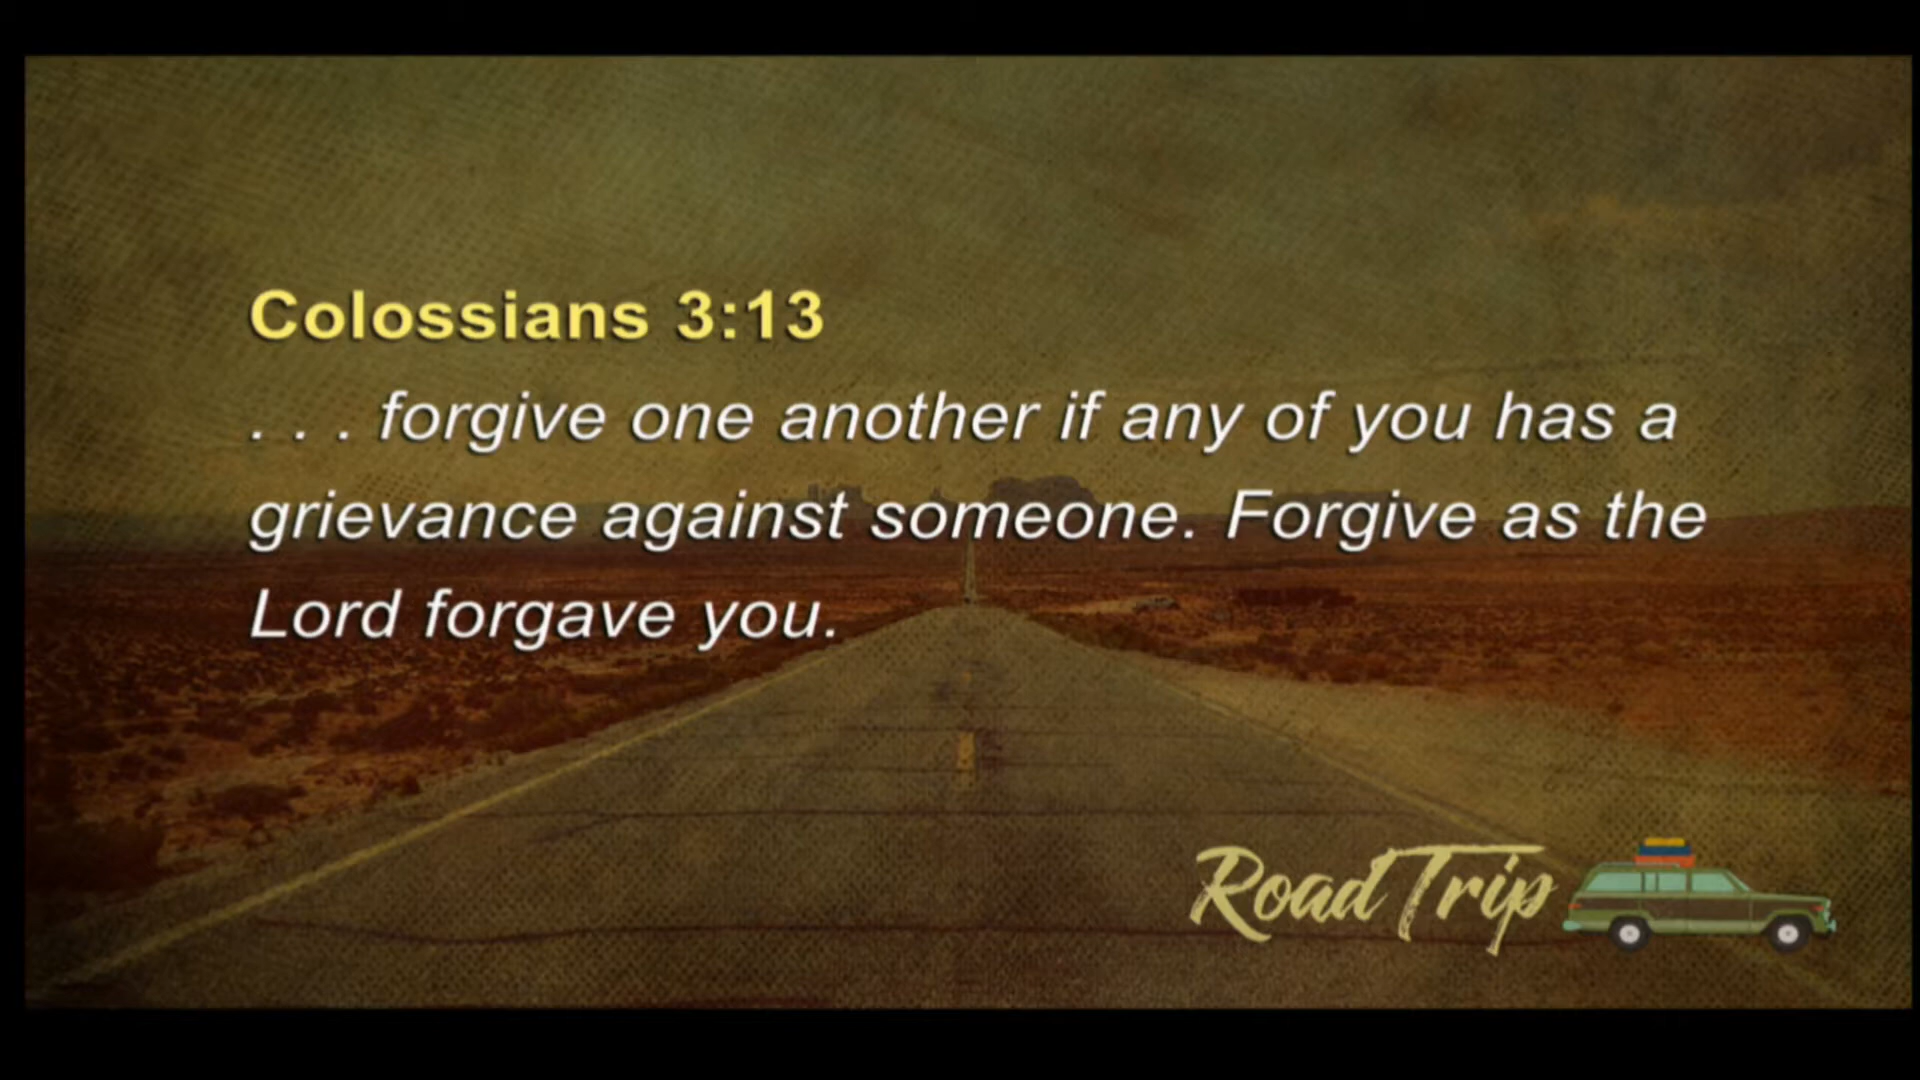 Colossians 3:13
. . . forgive one another if any of you has a
grievance against someone. Forgive as the
Lord forgave you.
Road Trip